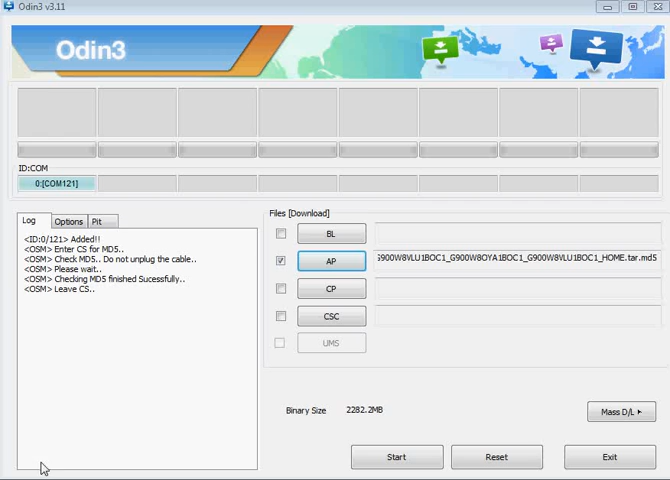 Odin3 v3.11
Odin3
ID:COM
0:[COM121]
Log
Options
Pit
<ID:0/121> Added!!
<OSM> Enter CS for MD5..
<OSM> Check MD5.. Do not unplug the cable..
<OSM> Please wait..
<OSM> Checking MD5 finished Sucessfully..
<OSM> Leave CS..
Files [Download]
BL
AP
G900W8VLU1BOC1_G900W8OYA1BOC1_G900W8VLU1BOC1_HOME.tar.md5
CP
CSC
UMS
Binary Size 2282.2MB
Mass D/L
Start
Reset
Exit